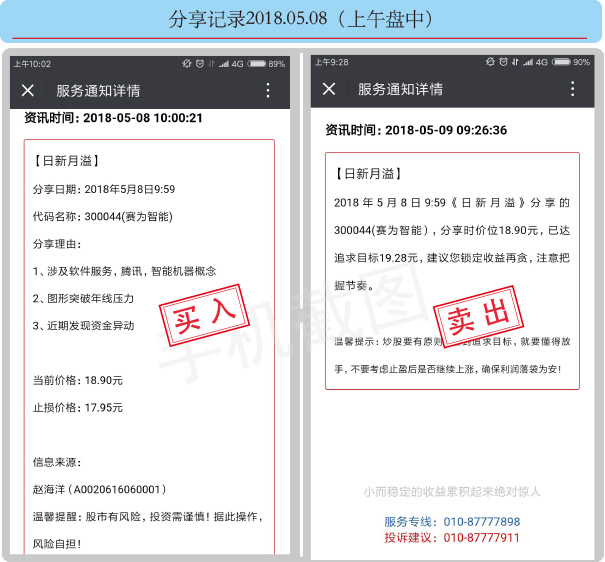 分享记录2018.05.08（上午盘中）
上午10:02
4G 89%
服务通知详情
资讯时间: 2018-05-08 10:00:21
【日新月溢】
分享日期: 2018年5月8日9:59
代码名称: 300044(赛为智能)
分享理由:
1、涉及软件服务，腾讯，智能机器概念
2、图形突破年线压力
3、近期发现资金异动
买入
当前价格: 18.90元
止损价格: 17.95元
信息来源:
赵海洋（A0020616060001）
温馨提醒: 股市有风险，投资需谨慎！据此操作，
风险自担！
上午9:28
4G 90%
服务通知详情
资讯时间: 2018-05-09 09:26:36
【日新月溢】
2018年5月8日9:59《日新月溢》分享的
300044(赛为智能），分享时价位18.90元，已达
追求目标19.28元，建议您锁定收益再贪，注意把
握节奏。
卖出
温馨提示: 炒股要有原则 到追求目标，就要懂得放
手，不要考虑止盈后是否继续上涨，确保利润落袋为安！
小而稳定的收益累积起来绝对惊人
服务专线: 010-87777898
投诉建议: 010-87777911
手机截图